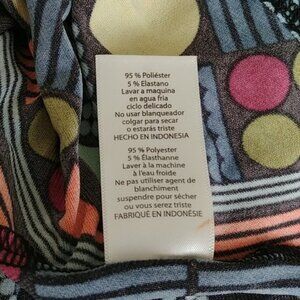 95 % Poliéster
5 % Elastano
Lavar a maquina
en agua fria
ciclo delicado
No usar blanqueador
colgar para secar
o estarás triste
HECHO EN INDONESIA
95 % Polyester
5 % Élasthanne
Laver à la machine
à l'eau froide
Ne pas utiliser agent de
blanchiment
suspendre pour sécher
ou vous serez triste
FABRIQUÉ EN INDONÉSIE